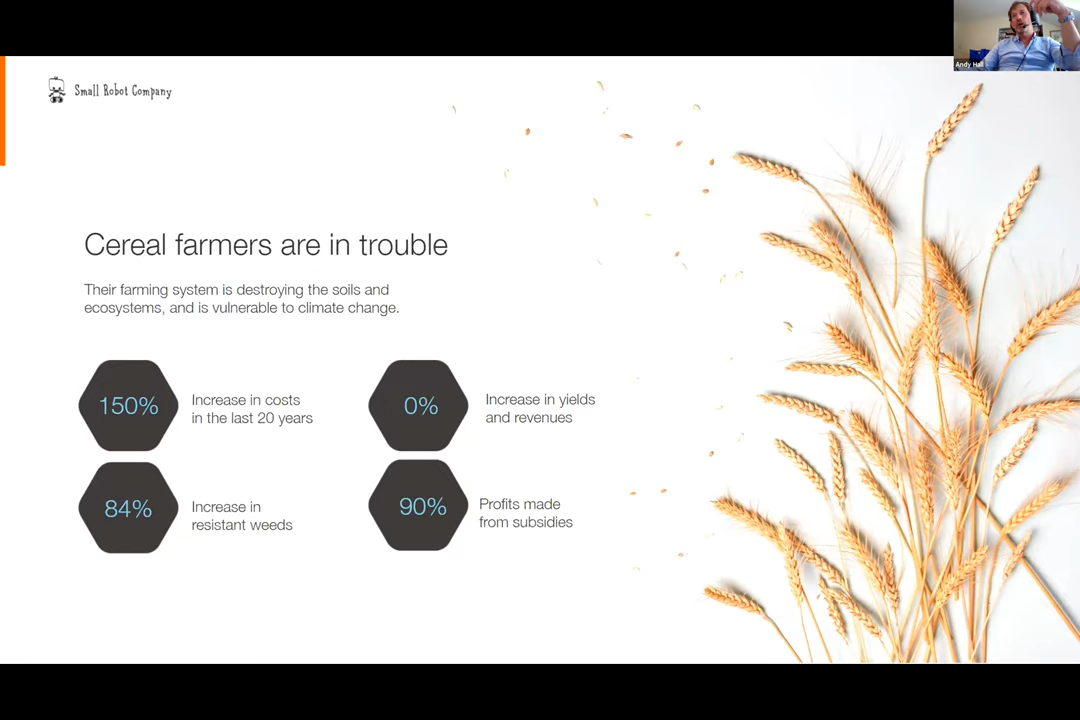 Andy Hall
Small Robot Company
Cereal farmers are in trouble
Their farming system is destroying the soils and
ecosystems, and is vulnerable to climate change.
150%
Increase in costs
in the last 20 years
0%
Increase in yields
and revenues
84%
Increase in
resistant weeds
90%
Profits made
from subsidies